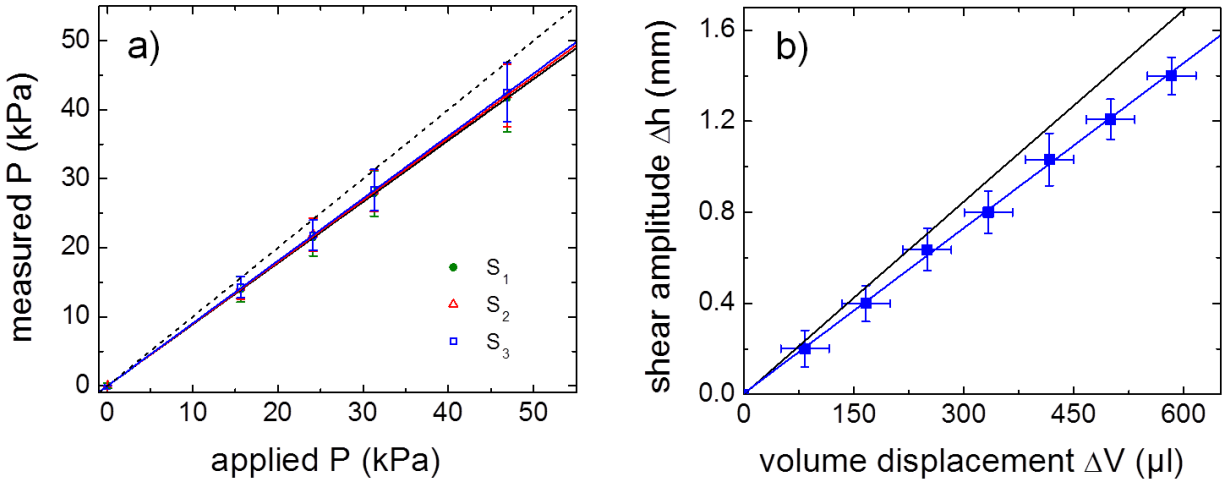 a)
measured P (kPa)
50
40
30
20
10
0
S₁
S₂
S₃
0 10 20 30 40 50
applied P (kPa)
b)
shear amplitude Δh (mm)
1.6
1.2
0.8
0.4
0.0
0 150 300 450 600
volume displacement ΔV (µl)